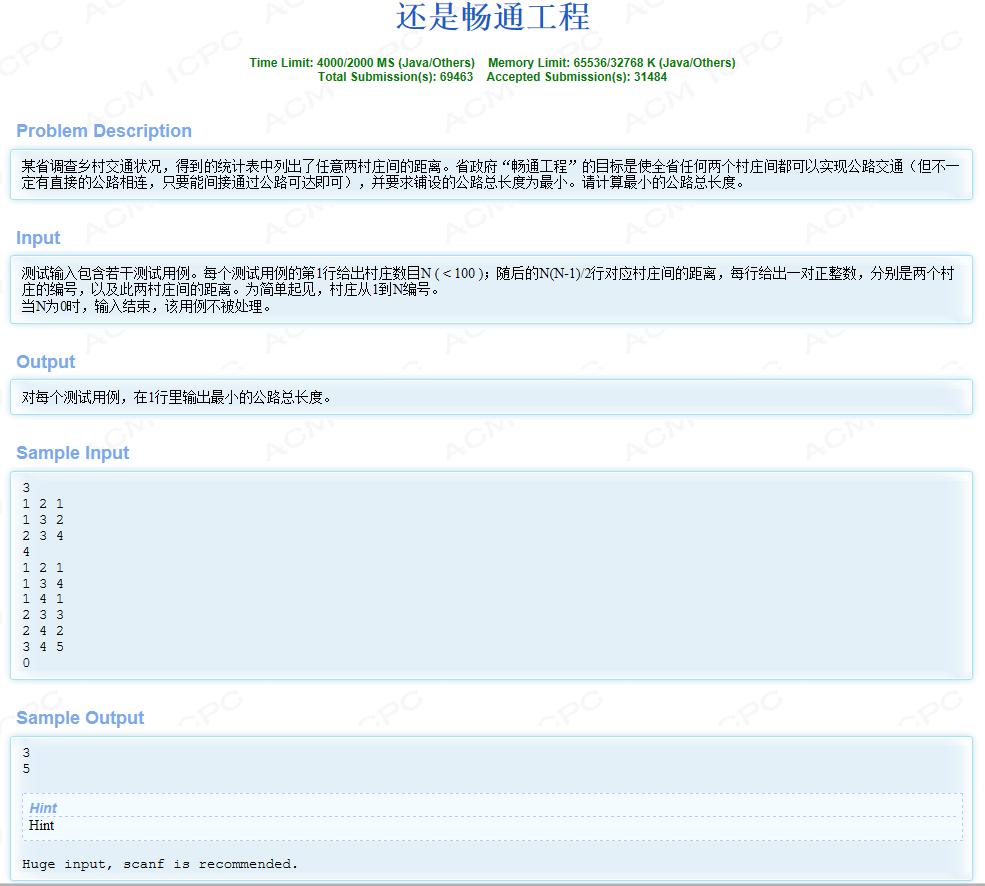 还是畅通工程
Time Limit: 4000/2000 MS (Java/Others) Memory Limit: 65536/32768 K (Java/Others)
Total Submission(s): 69463 Accepted Submission(s): 31484
Problem Description
某省调查乡村交通状况，得到的统计表中列出了任意两村庄间的距离。省政府“畅通工程”的目标是使全省任何两个村庄间都可以实现公路交通（但不一
定有直接的公路相连，只要能间接通过公路可达即可），并要求铺设的公路总长度为最小。请计算最小的公路总长度。
Input
测试输入包含若干测试用例。每个测试用例的第1行给出村庄数目N ( < 100 )；随后的N(N-1)/2行对应村庄间的距离，每行给出一对正整数，分别是两个村
庄的编号，以及此两村庄间的距离。为简单起见，村庄从1到N编号。
当N为0时，输入结束，该用例不被处理。
Output
对每个测试用例，在1行里输出最小的公路总长度。
Sample Input
3
1 2 1
1 3 2
2 3 4
4
1 2 1
1 3 4
1 4 1
2 3 3
2 4 2
3 4 5
0
Sample Output
3
5
Hint
Hint
Huge input, scanf is recommended.